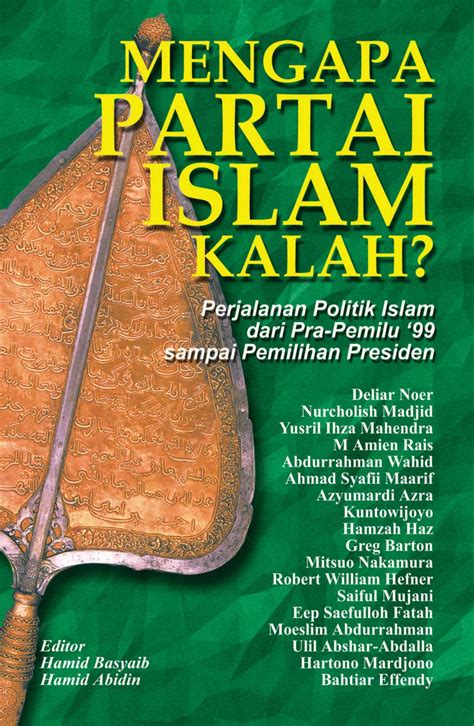 MENGAPA
PARTAI
ISLAM
KALAH?
Perjalanan Politik Islam
dari Pra-Pemilu ‘99
sampai Pemilihan Presiden
Deliar Noer
Nurcholish Madjid
Yusril Ihza Mahendra
M Amien Rais
Abdurrahman Wahid
Ahmad Syafii Maarif
Azyumardi Azra
Kuntowijoyo
Hamzah Haz
Greg Barton
Mitsuo Nakamura
Robert William Hefner
Saiful Mujani
Eep Saefulloh Fatah
Moeslim Abdurrahman
Ulil Abshar-Abdalla
Hartono Mardjono
Bahtiar Effendy
Editor
Hamid Basyaib
Hamid Abidin